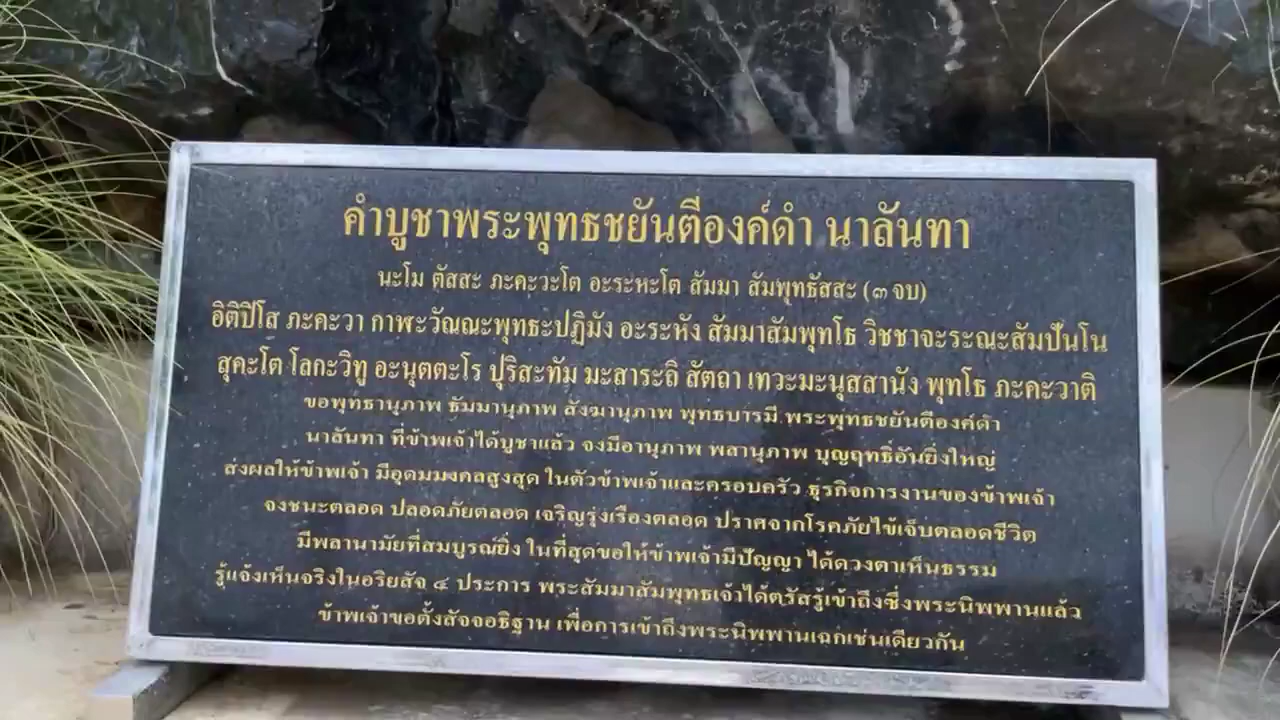 คำบูชาพระพุทธชยันตีองค์ดำ นาลันทา
นะโม ตัสสะ ภะคะวะโต อะระหะโต สัมมา สัมพุทธัสสะ (๓ จบ)
อิติปิโส ภะคะวา กาฬะวัณณะพุทธะปฏิมัง อะระหัง สัมมาสัมพุทโธ วิชชาจะระณะสัมปันโน
สุคะโต โลกะวิทู อะนุตตะโร ปุริสะทัม มะสาระถิ สัตถา เทวะมะนุสสานัง พุทโธ ภะคะวาติ
ขอพุทธานุภาพ ธัมมานุภาพ สังฆานุภาพ พุทธบารมี พระพุทธชยันตีองค์ดำ
นาลันทา ที่ข้าพเจ้าได้บูชาแล้ว จงมีอานุภาพ พลานุภาพ บุญฤทธิ์อันยิ่งใหญ่
ส่งผลให้ข้าพเจ้า มีอุดมมงคลสูงสุด ในตัวข้าพเจ้าและครอบครัว ธุรกิจการงานของข้าพเจ้า
จงชนะตลอด ปลอดภัยตลอด เจริญรุ่งเรืองตลอด ปราศจากโรคภัยไข้เจ็บตลอดชีวิต
มีพลานามัยที่สมบูรณ์ยิ่ง ในที่สุดขอให้ข้าพเจ้ามีปัญญา ได้ดวงตาเห็นธรรม
รู้แจ้งเห็นจริงในอริยสัจ ๔ ประการ พระสัมมาสัมพุทธเจ้าได้ตรัสรู้เข้าถึงซึ่งพระนิพพานแล้ว
ข้าพเจ้าขอตั้งสัจจอธิฐาน เพื่อการเข้าถึงพระนิพพานเฉกเช่นเดียวกัน